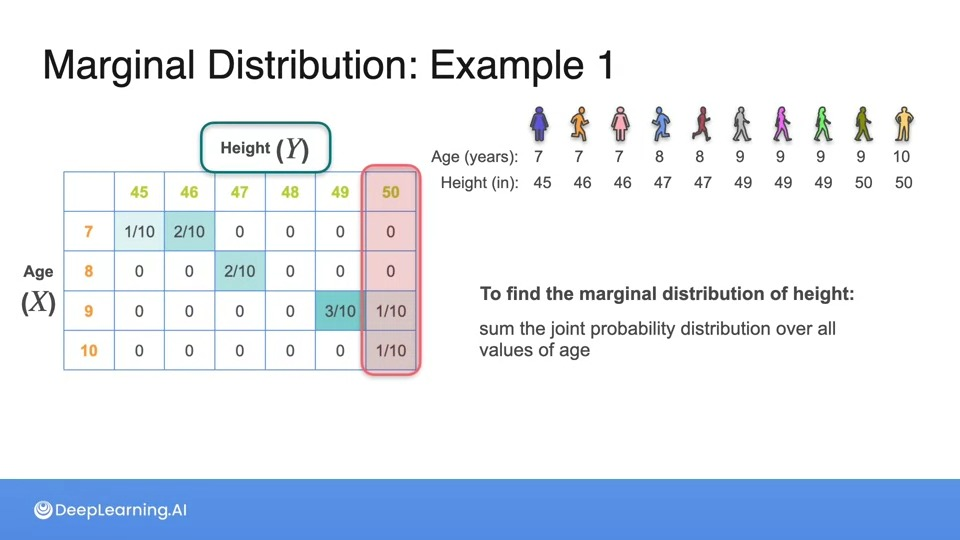 Marginal Distribution: Example 1
Height (Y)
Age (years): 7 7 7 8 8 9 9 9 9 10
Height (in): 45 46 46 47 47 49 49 49 50 50
45 46 47 48 49 50
7 1/10 2/10 0 0 0 0
8 0 0 2/10 0 0 0
Age
(X)
9 0 0 0 0 3/10 1/10
10 0 0 0 0 0 1/10
To find the marginal distribution of height:
sum the joint probability distribution over all
values of age
DeepLearning.AI